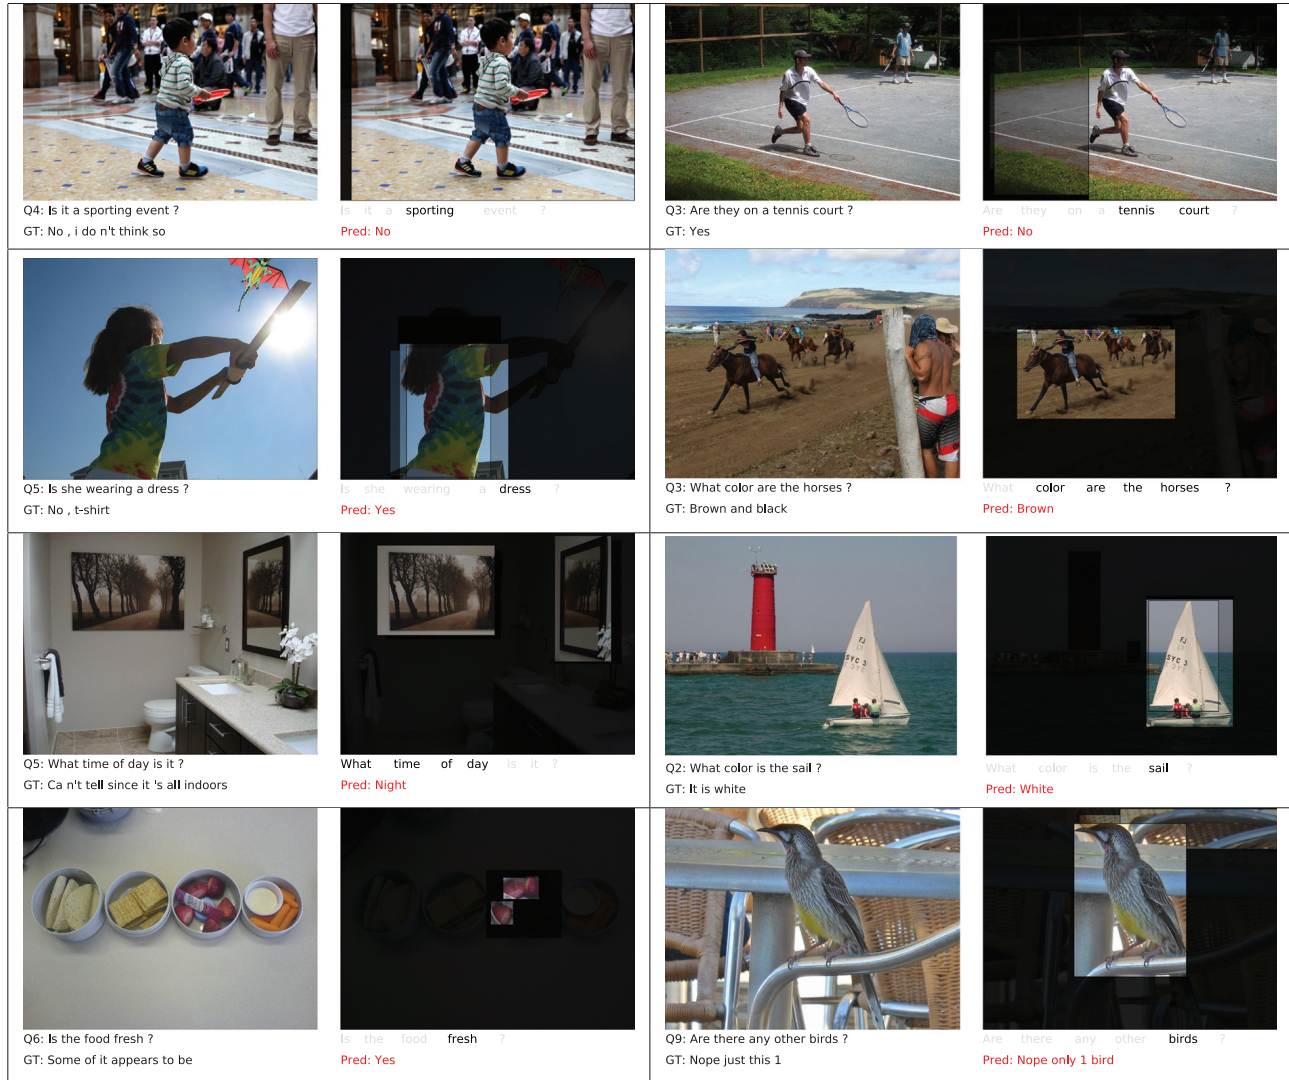 Q4: Is it a sporting event ?
GT: No , i do n't think so
Is it a sporting event ?
Pred: No
Q3: Are they on a tennis court ?
GT: Yes
Are they on a tennis court ?
Pred: No
Q5: Is she wearing a dress ?
GT: No , t-shirt
Is she wearing a dress ?
Pred: Yes
Q3: What color are the horses ?
GT: Brown and black
What color are the horses ?
Pred: Brown
Q5: What time of day is it ?
GT: Ca n't tell since it 's all indoors
What time of day is it ?
Pred: Night
FJ
SYC 3
FJ
SYC 3
Q2: What color is the sail ?
GT: It is white
What color is the sail ?
Pred: White
Q6: Is the food fresh ?
GT: Some of it appears to be
Is the food fresh ?
Pred: Yes
Q9: Are there any other birds ?
GT: Nope just this 1
Are there any other birds ?
Pred: Nope only 1 bird